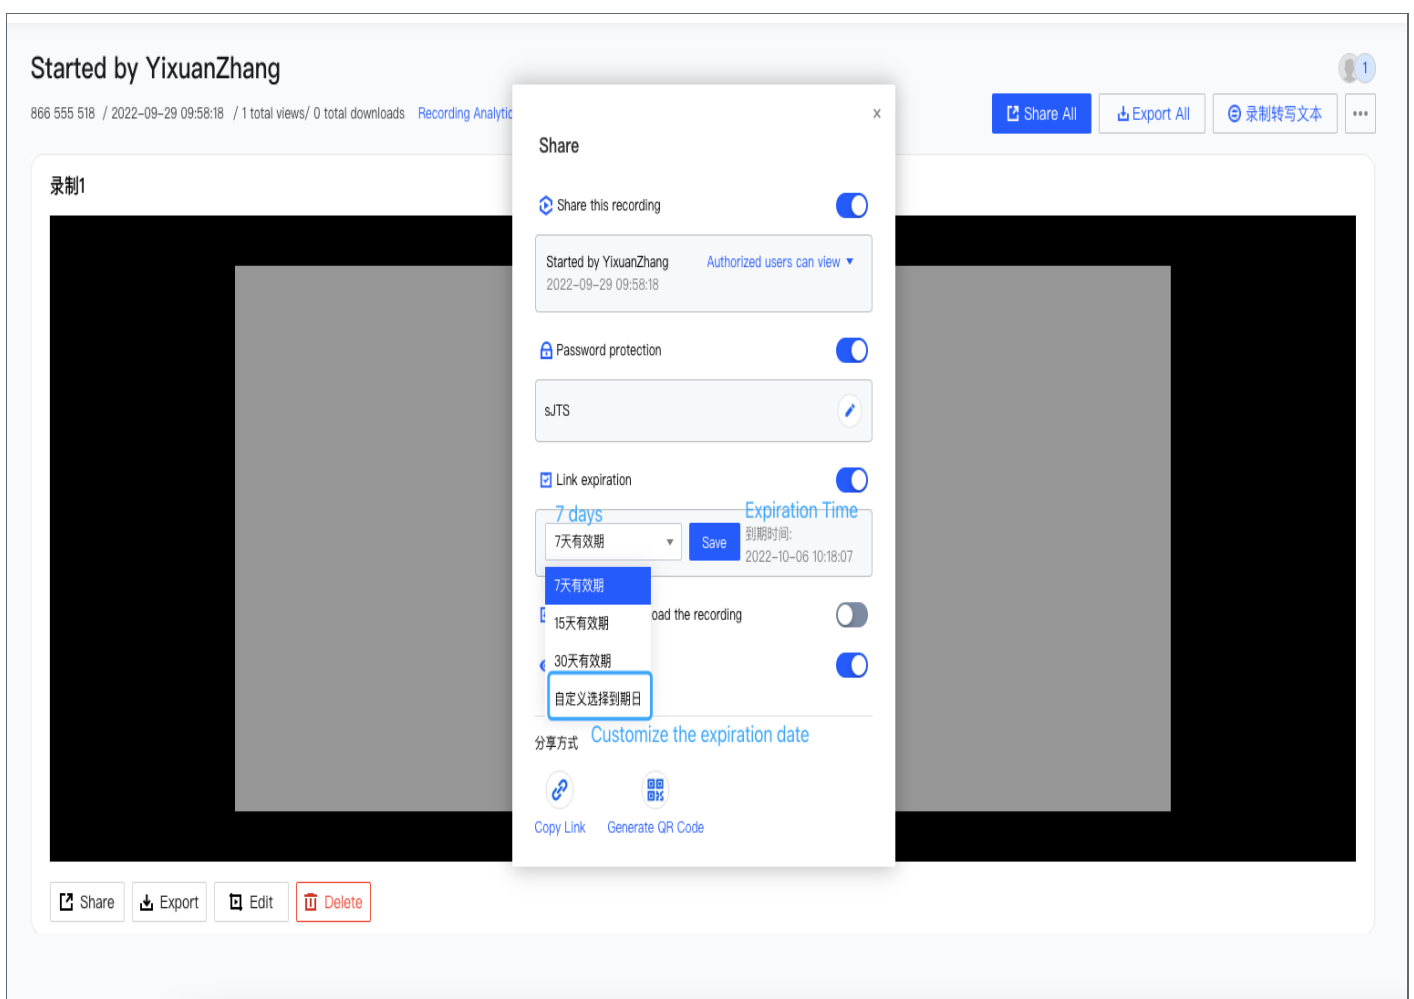 Started by YixuanZhang
1
866 555 518 / 2022-09-29 09:58:18 / 1 total views/ 0 total downloads Recording
Share All
Export All
录制转写文本
录制1
x
Share
Share this recording
Started by YixuanZhang
Authorized users can view
2022-09-29 09:58:18
Password protection
sJTS
Link expiration
7 days
Expiration Time
7天有效期
Save
到期时间:
2022-10-06 10:18:07
7天有效期
15天有效期
the recording
30天有效期
自定义选择到期日
Customize the expiration date
分享方式
Copy Link
Generate QR Code
Share
Export
Edit
Delete